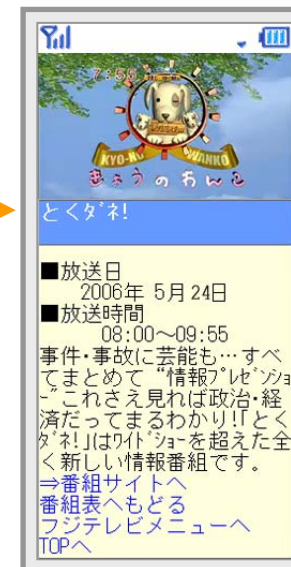 7:55
KYO-NO WANKO
きょうのわんこ
とくダネ!
■放送日
2006年 5月24日
■放送時間
08:00～09:55
事件・事故に芸能も…すべ
てまとめて “情報プレゼンショ
ー”これさえ見れば政治・経
済だってまるわかり!｢とく
ダネ!｣はワイドショーを超えた全
く新しい情報番組です。
⇒番組サイトへ
番組表へもどる
フジテレビメニューへ
TOPへ